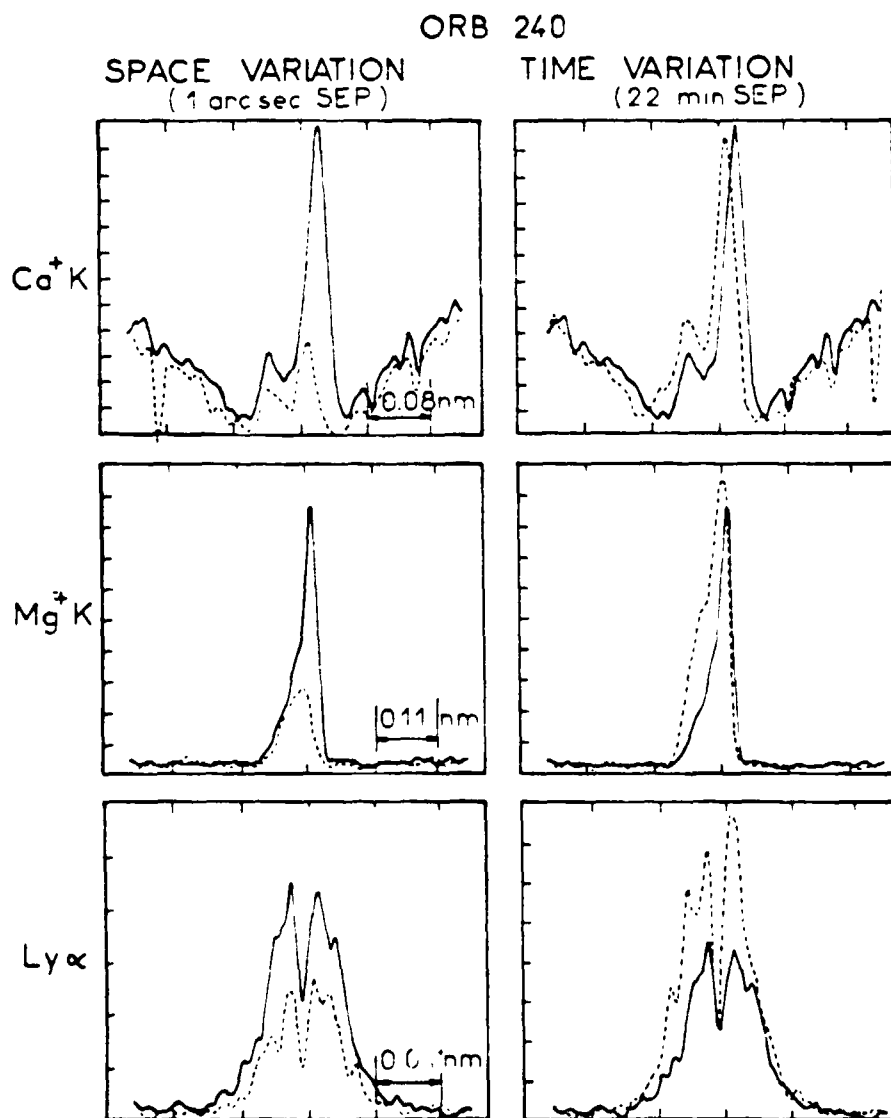 ORB 240
SPACE VARIATION
(1 arc sec SEP)
TIME VARIATION
(22 min SEP)
Ca⁺K
0.08nm
Mg⁺K
0.11 nm
Ly α
nm